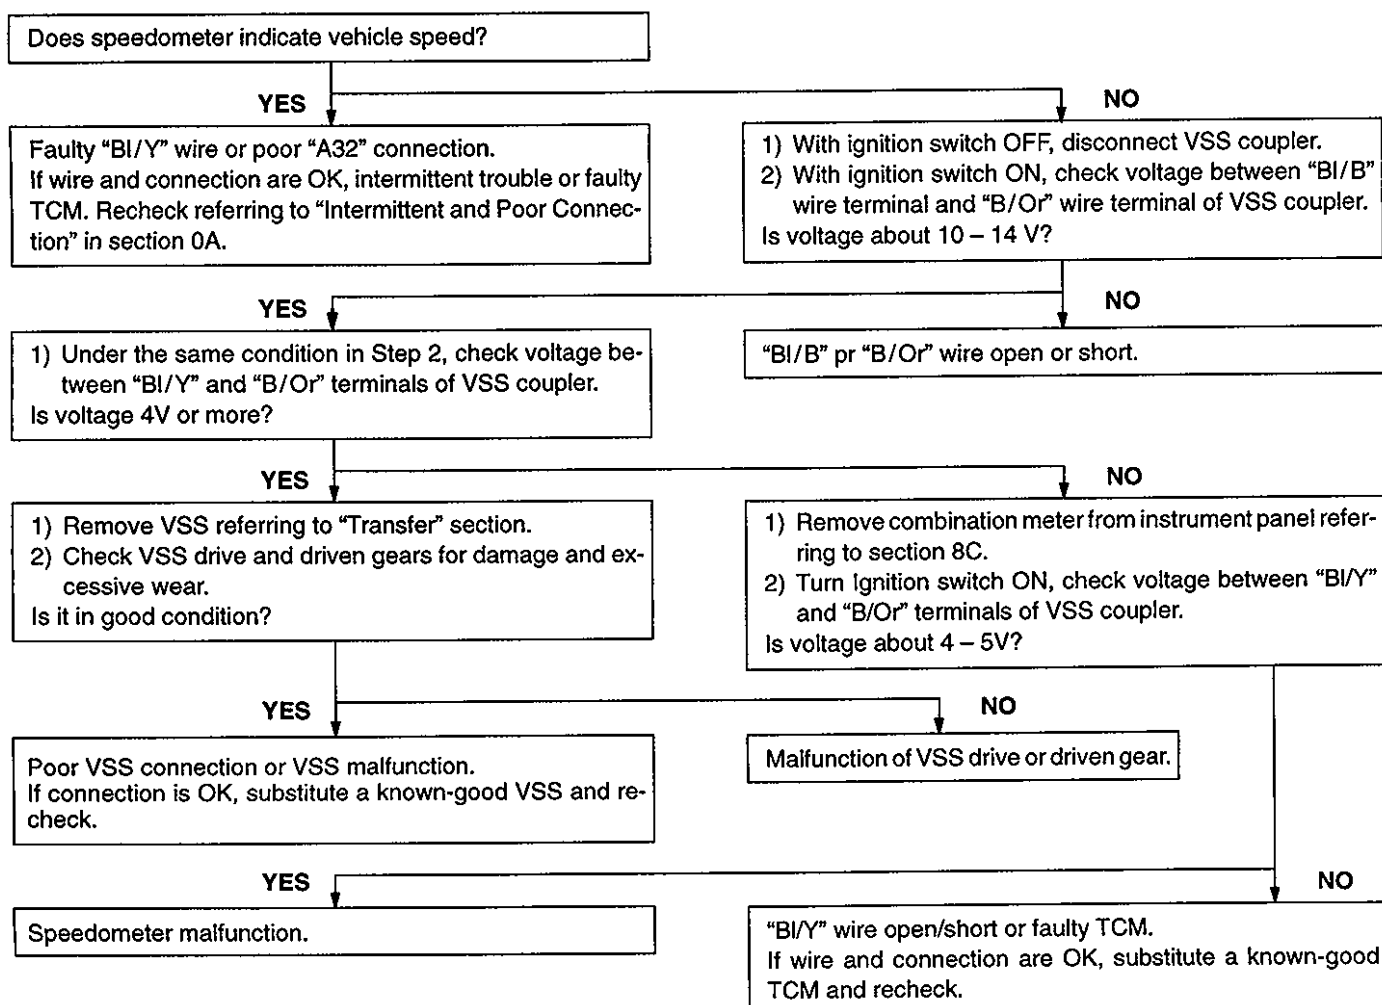 Does speedometer indicate vehicle speed?
YES
NO
Faulty “Bl/Y” wire or poor “A32” connection.
If wire and connection are OK, intermittent trouble or faulty
TCM. Recheck referring to “Intermittent and Poor Connec-
tion” in section 0A.
1) With ignition switch OFF, disconnect VSS coupler.
2) With ignition switch ON, check voltage between “Bl/B”
wire terminal and “B/Or” wire terminal of VSS coupler.
Is voltage about 10 – 14 V?
YES
NO
1) Under the same condition in Step 2, check voltage be-
tween “Bl/Y” and “B/Or” terminals of VSS coupler.
Is voltage 4V or more?
“Bl/B” pr “B/Or” wire open or short.
YES
NO
1) Remove VSS referring to “Transfer” section.
2) Check VSS drive and driven gears for damage and ex-
cessive wear.
Is it in good condition?
1) Remove combination meter from instrument panel refer-
ring to section 8C.
2) Turn Ignition switch ON, check voltage between “Bl/Y”
and “B/Or” terminals of VSS coupler.
Is voltage about 4 – 5V?
YES
NO
Poor VSS connection or VSS malfunction.
If connection is OK, substitute a known-good VSS and re-
check.
Malfunction of VSS drive or driven gear.
YES
NO
Speedometer malfunction.
“Bl/Y” wire open/short or faulty TCM.
If wire and connection are OK, substitute a known-good
TCM and recheck.